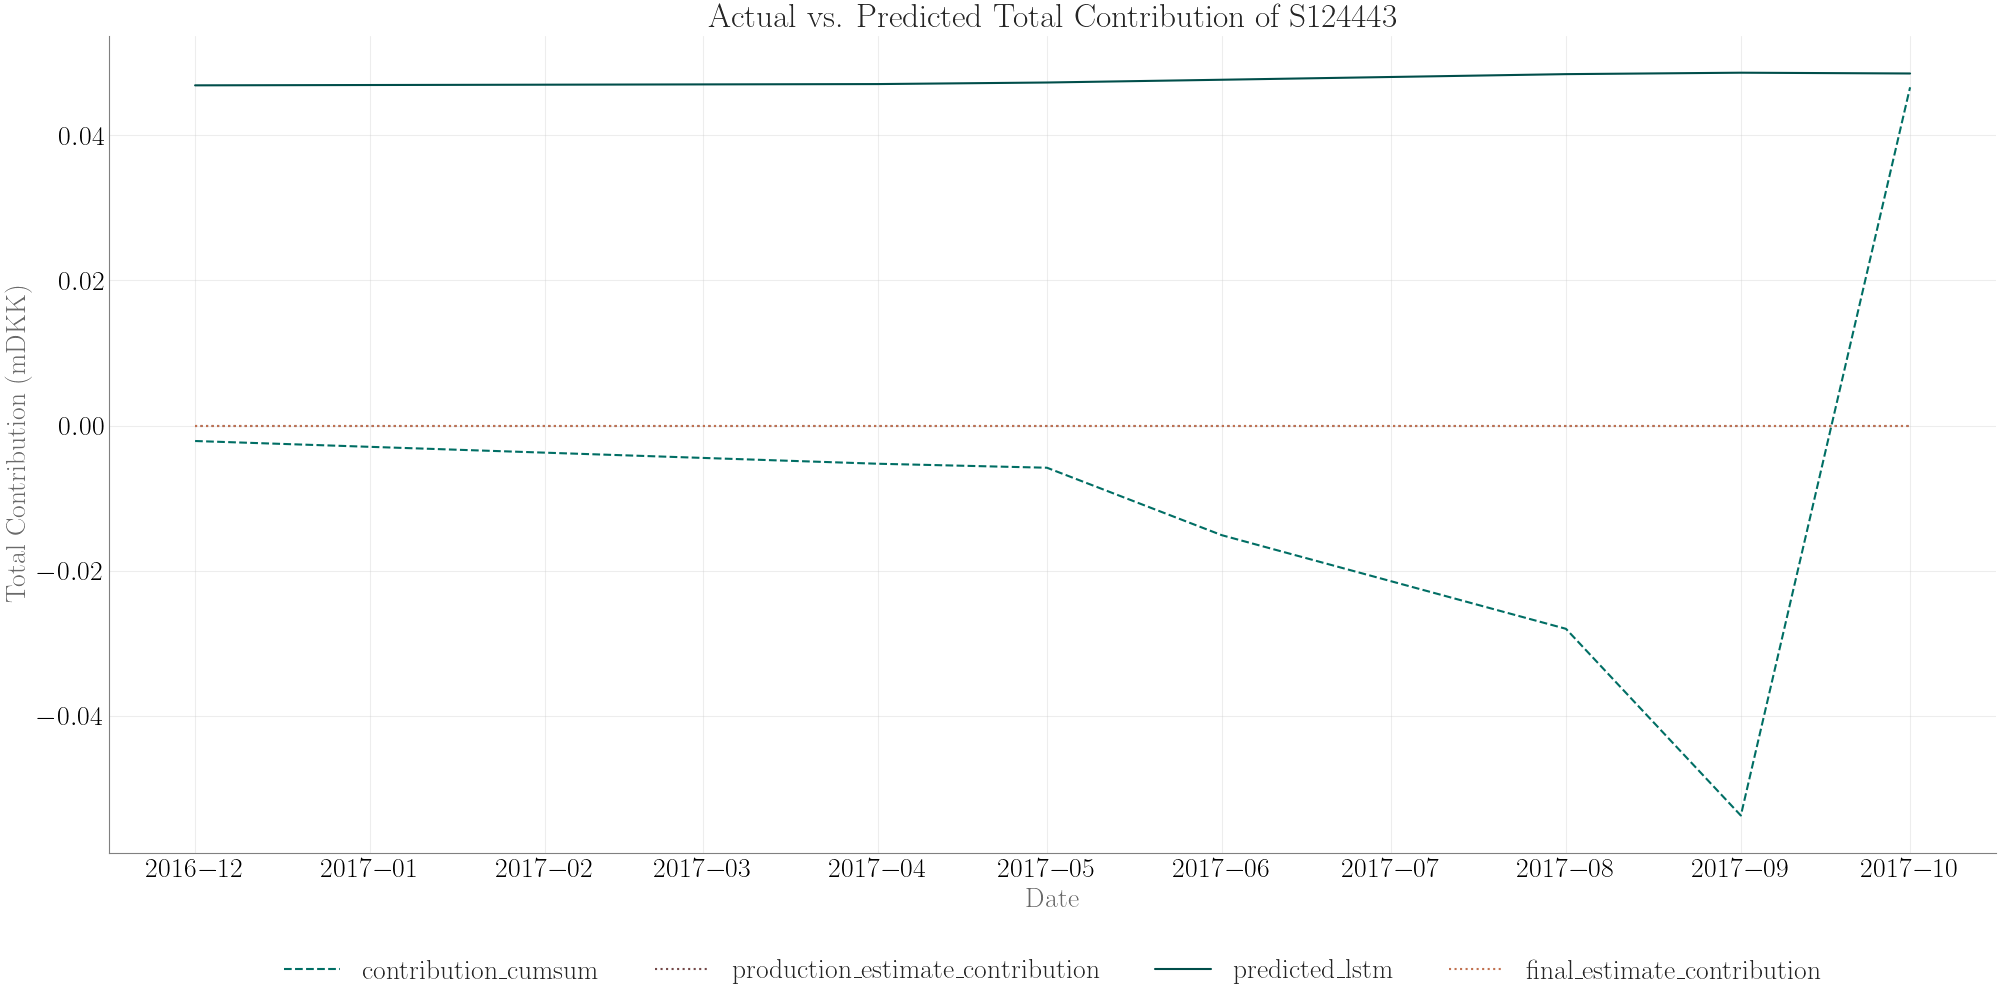 Actual vs. Predicted Total Contribution of S124443
Total Contribution (mDKK)
0.04
0.02
0.00
−0.02
−0.04
2016−12 2017−01 2017−02 2017−03 2017−04 2017−05 2017−06 2017−07 2017−08 2017−09 2017−10
Date
contribution_cumsum production_estimate_contribution predicted_lstm final_estimate_contribution